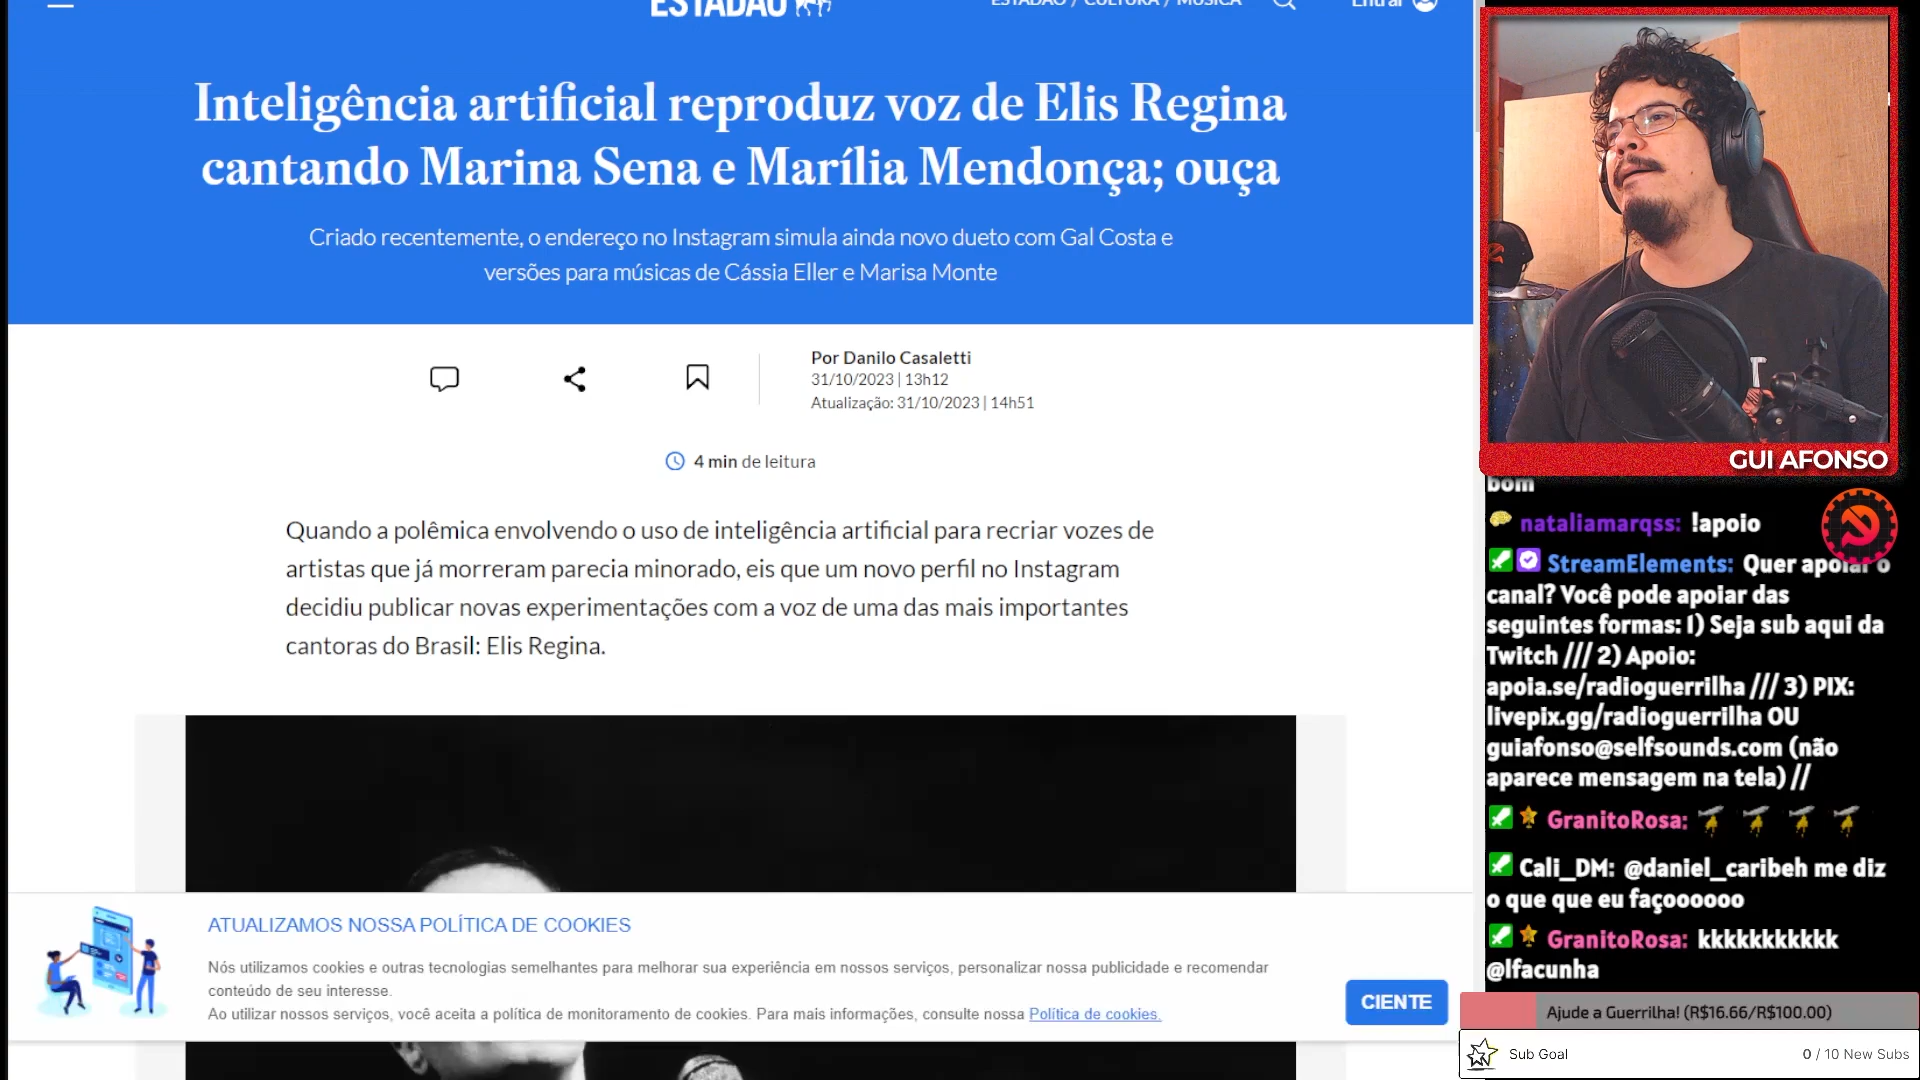 ESTADÃO
ESTADÃO / CULTURA / MÚSICA
Entrar
Inteligência artificial reproduz voz de Elis Regina
cantando Marina Sena e Marília Mendonça; ouça
Criado recentemente, o endereço no Instagram simula ainda novo dueto com Gal Costa e
versões para músicas de Cássia Eller e Marisa Monte
Por Danilo Casaletti
31/10/2023 | 13h12
Atualização: 31/10/2023 | 14h51
4 min de leitura
Quando a polêmica envolvendo o uso de inteligência artificial para recriar vozes de
artistas que já morreram parecia minorado, eis que um novo perfil no Instagram
decidiu publicar novas experimentações com a voz de uma das mais importantes
cantoras do Brasil: Elis Regina.
ATUALIZAMOS NOSSA POLÍTICA DE COOKIES
Nós utilizamos cookies e outras tecnologias semelhantes para melhorar sua experiência em nossos serviços, personalizar nossa publicidade e recomendar
conteúdo de seu interesse.
Ao utilizar nossos serviços, você aceita a política de monitoramento de cookies. Para mais informações, consulte nossa Política de cookies.
CIENTE
GUI AFONSO
bom
nataliamarqss: !apoio
StreamElements: Quer apoiar o
canal? Você pode apoiar das
seguintes formas: 1) Seja sub aqui da
Twitch /// 2) Apoio:
apoia.se/radioguerrilha /// 3) PIX:
livepix.gg/radioguerrilha OU
guiafonso@selfsounds.com (não
aparece mensagem na tela) //
GranitoRosa:
Cali_DM: @daniel_caribeh me diz
o que que eu façoooooo
GranitoRosa: kkkkkkkkkkk
@lfacunha
Ajude a Guerrilha! (R$16.66/R$100.00)
Sub Goal
0 / 10 New Subs